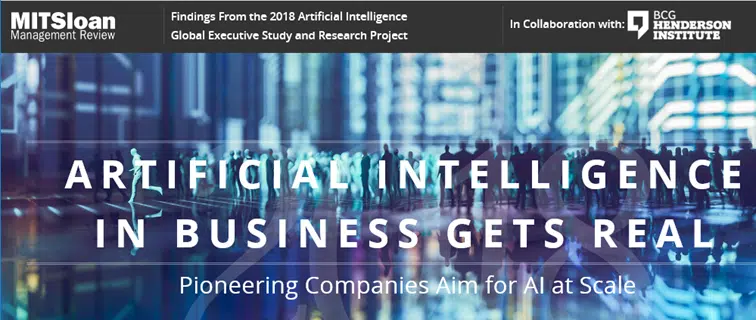 MITSloan
Management Review
Findings From the 2018 Artificial Intelligence
Global Executive Study and Research Project
In Collaboration with:
BCG
HENDERSON
INSTITUTE
ARTIFICIAL INTELLIGENCE
IN BUSINESS GETS REAL
Pioneering Companies Aim for AI at Scale
2018